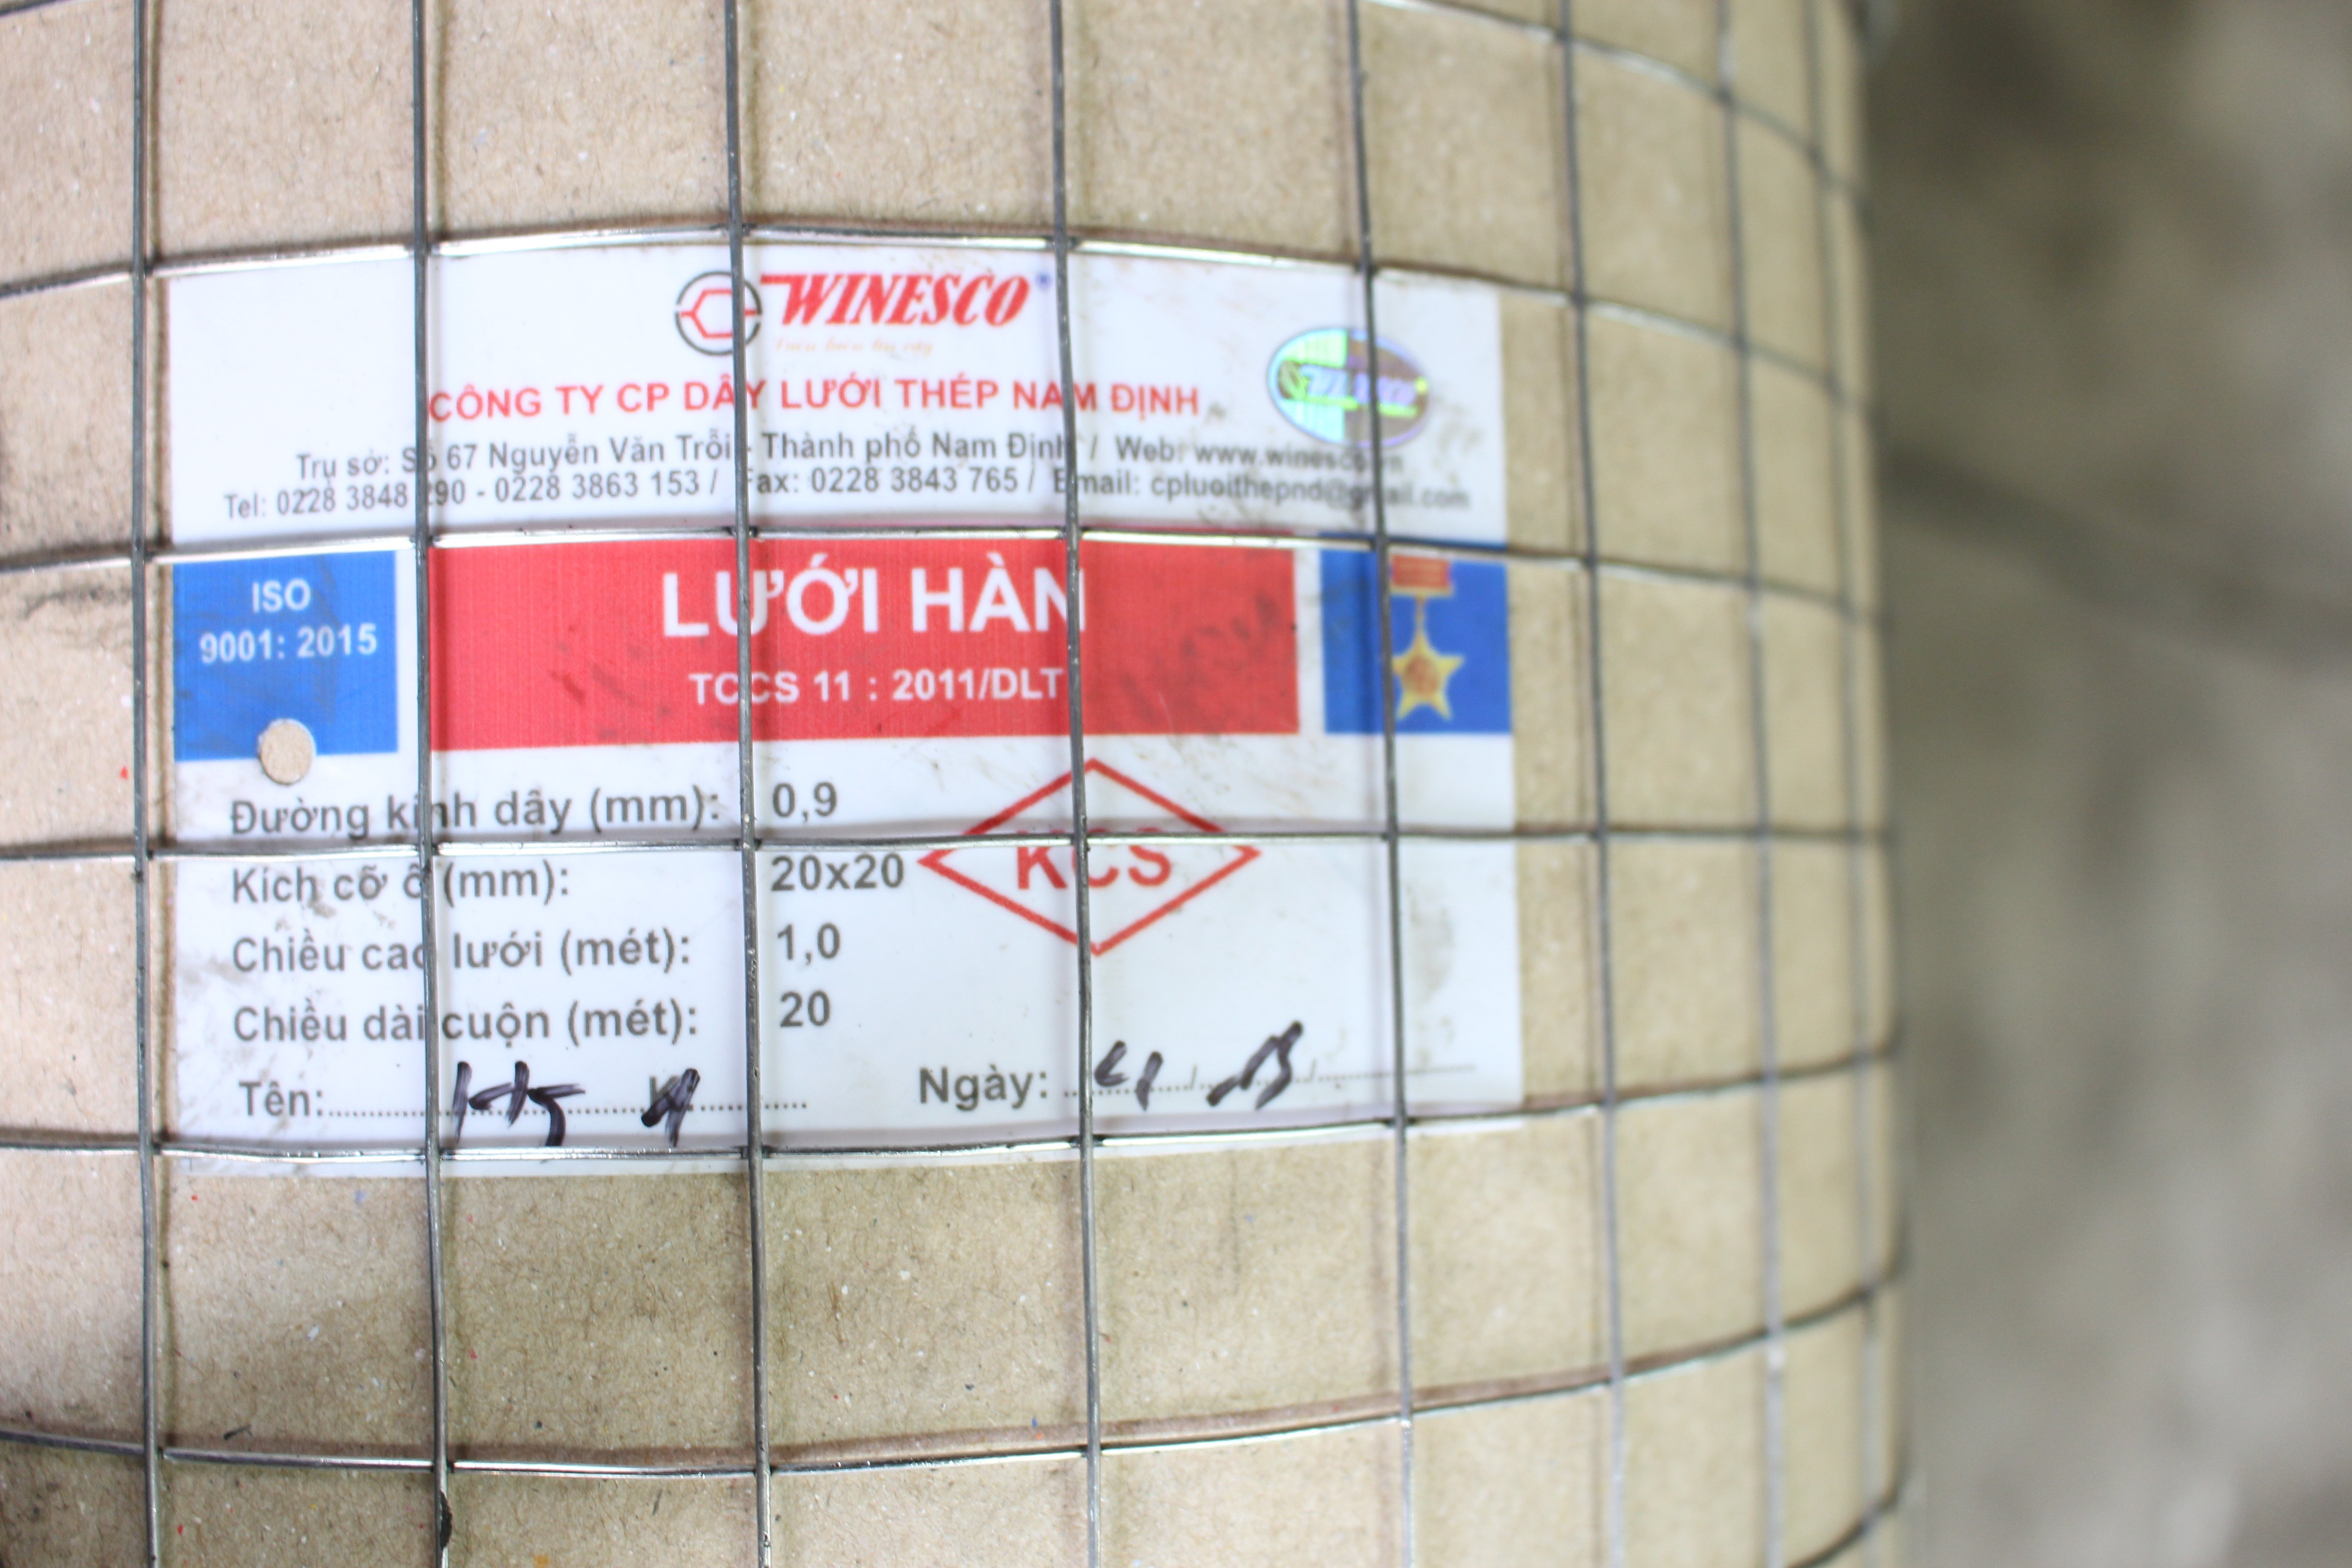 WINESCO
CÔNG TY CP DÂY LƯỚI THÉP NAM ĐỊNH
Trụ sở: Số 67 Nguyễn Văn Trỗi - Thành phố Nam Định / Web: www.winesco.vn
Tel: 0228 3848 290 - 0228 3863 153 / Fax: 0228 3843 765 / Email: cpluoithepnd@gmail.com
ISO
9001: 2015
LƯỚI HÀN
TCCS 11 : 2011/DLT
Đường kính dây (mm): 0,9
Kích cỡ ô (mm): 20x20
KCS
Chiều cao lưới (mét): 1,0
Chiều dài cuộn (mét): 20
Tên: Ngày: